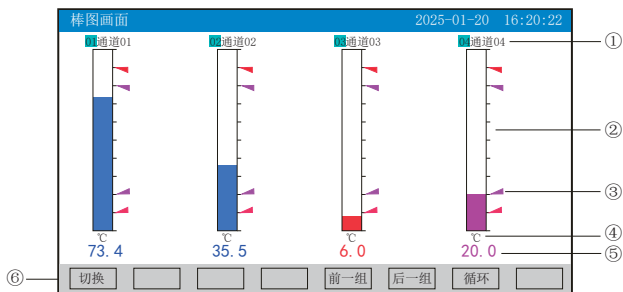 棒图画面 2025-01-20 16:20:22
01通道01 02通道02 03通道03 04通道04 ①
②
③
℃ ℃ ℃ ℃ ④
73.4 35.5 6.0 20.0 ⑤
⑥ 切换 前一组 后一组 循环